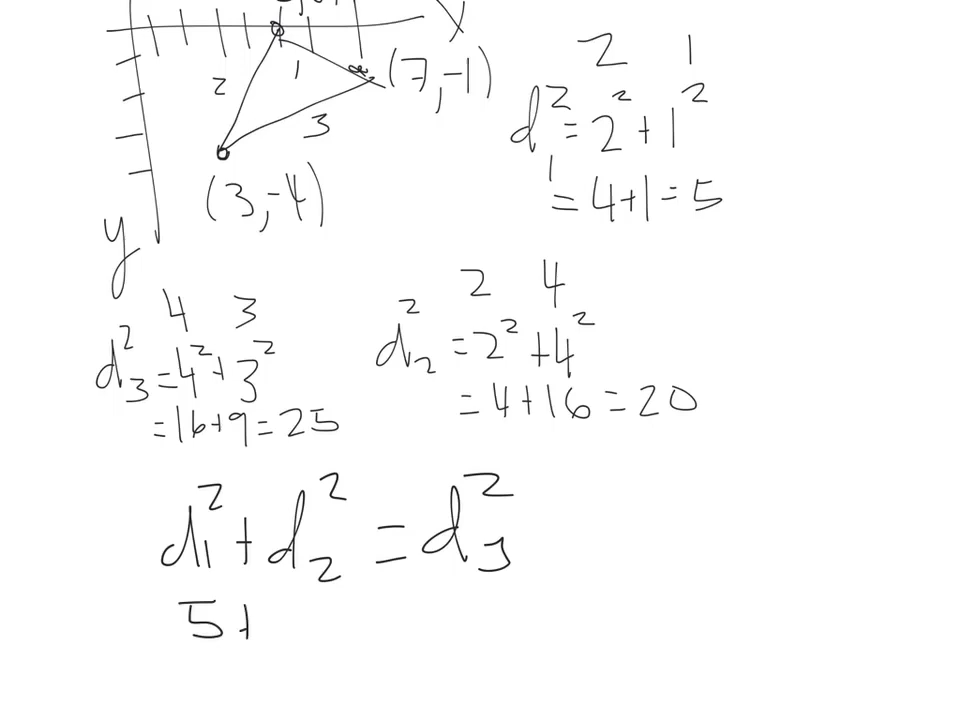 x
(7,-1)
2 1
3
(3,-4)
y
2 1
d₁² = 2² + 1²
= 4+1 = 5
4 3
d₃² = 4² + 3²
= 16+9 = 25
2 4
d₂² = 2² + 4²
= 4+16 = 20
d₁² + d₂² = d₃²
5 +